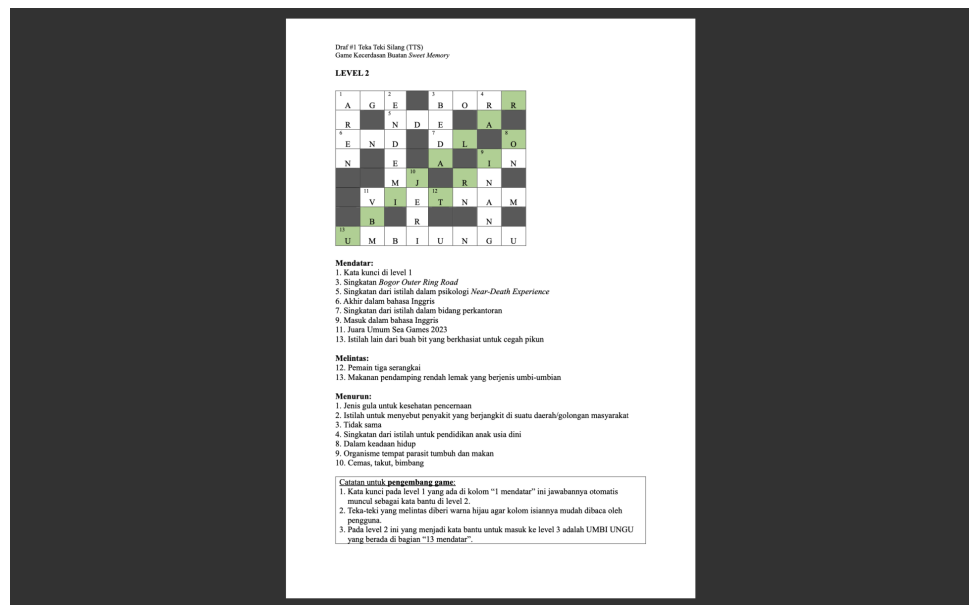 Draf #1 Teka Teki Silang (TTS)
Game Kecerdasan Buatan Sweet Memory
LEVEL 2
1 2 3 4
A G E B O R R
5
R N D E A
6 7 8
E N D D L O
9
N E A I N
10
M J R N
11 12
V I E T N A M
B R N
13
U M B I U N G U
Mendatar:
1. Kata kunci di level 1
3. Singkatan Bogor Outer Ring Road
5. Singkatan dari istilah dalam psikologi Near-Death Experience
6. Akhir dalam bahasa Inggris
7. Singkatan dari istilah dalam bidang perkantoran
9. Masuk dalam bahasa Inggris
11. Juara Umum Sea Games 2023
13. Istilah lain dari buah bit yang berkhasiat untuk cegah pikun
Melintas:
12. Pemain tiga serangkai
13. Makanan pendamping rendah lemak yang berjenis umbi-umbian
Menurun:
1. Jenis gula untuk kesehatan pencernaan
2. Istilah untuk menyebut penyakit yang berjangkit di suatu daerah/golongan masyarakat
3. Tidak sama
4. Singkatan dari istilah untuk pendidikan anak usia dini
8. Dalam keadaan hidup
9. Organisme tempat parasit tumbuh dan makan
10. Cemas, takut, bimbang
Catatan untuk pengembang game:
1. Kata kunci pada level 1 yang ada di kolom “1 mendatar” ini jawabannya otomatis
muncul sebagai kata bantu di level 2.
2. Teka-teki yang melintas diberi warna hijau agar kolom isiannya mudah dibaca oleh
pengguna.
3. Pada level 2 ini yang menjadi kata bantu untuk masuk ke level 3 adalah UMBI UNGU
yang berada di bagian “13 mendatar”.